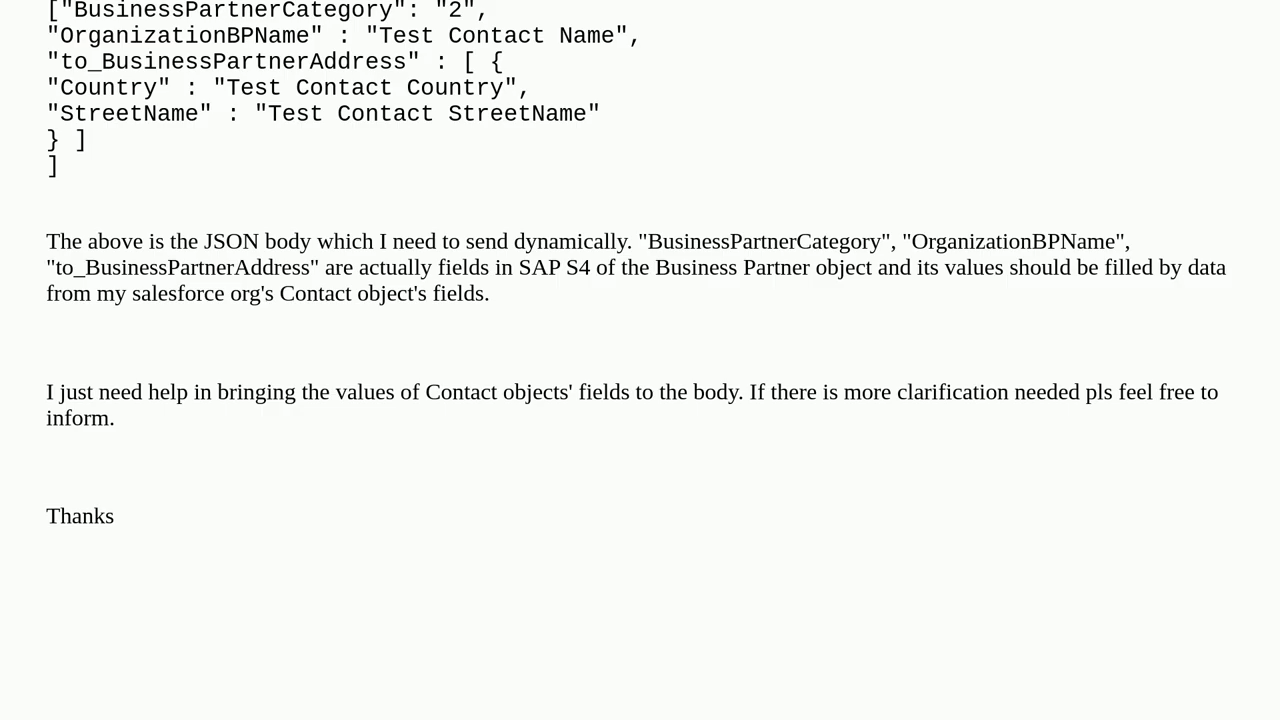 ["BusinessPartnerCategory": "2",
"OrganizationBPName" : "Test Contact Name",
"to_BusinessPartnerAddress" : [ {
"Country" : "Test Contact Country",
"StreetName" : "Test Contact StreetName"
} ]
]
The above is the JSON body which I need to send dynamically. "BusinessPartnerCategory", "OrganizationBPName",
"to_BusinessPartnerAddress" are actually fields in SAP S4 of the Business Partner object and its values should be filled by data
from my salesforce org's Contact object's fields.
I just need help in bringing the values of Contact objects' fields to the body. If there is more clarification needed pls feel free to
inform.
Thanks